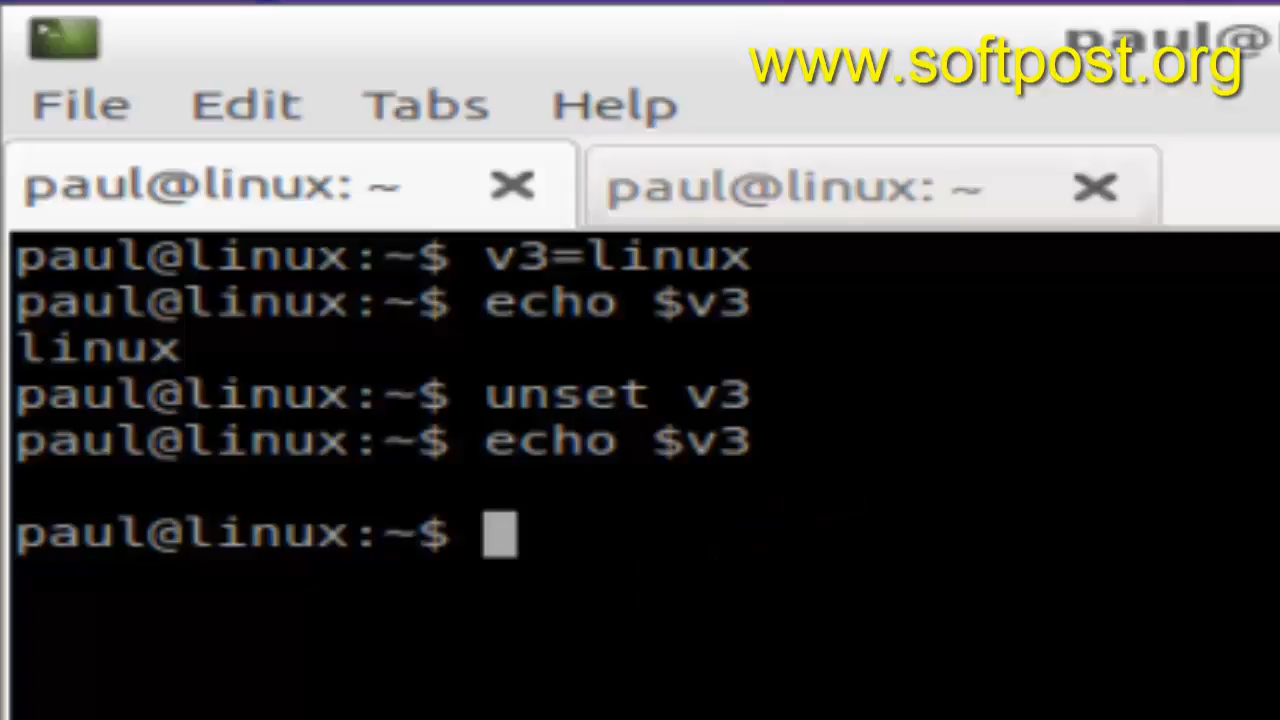 paul@
www.softpost.org
File Edit Tabs Help
paul@linux: ~ paul@linux: ~
paul@linux:~$ v3=linux
paul@linux:~$ echo $v3
linux
paul@linux:~$ unset v3
paul@linux:~$ echo $v3
paul@linux:~$